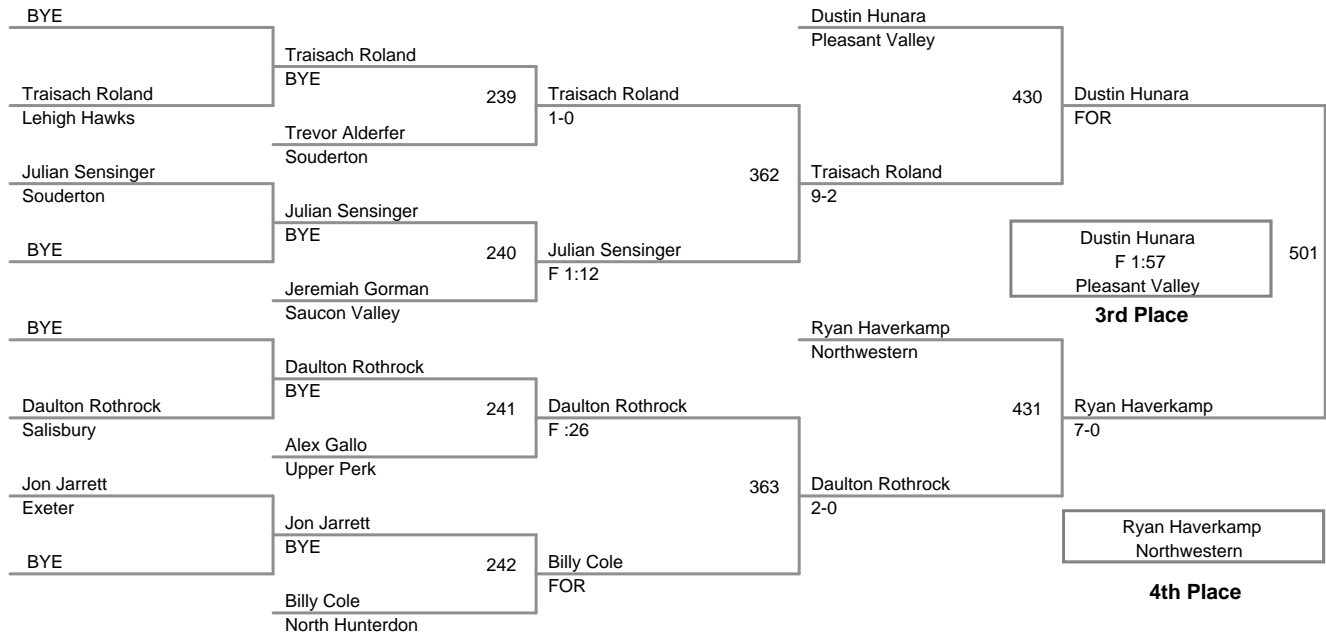 BYE
Traisach Roland
Lehigh Hawks
Julian Sensinger
Souderton
BYE
BYE
Daulton Rothrock
Salisbury
Jon Jarrett
Exeter
BYE
Traisach Roland
BYE
239
Trevor Alderfer
Souderton
Julian Sensinger
BYE
240
Jeremiah Gorman
Saucon Valley
Daulton Rothrock
BYE
241
Alex Gallo
Upper Perk
Jon Jarrett
BYE
242
Billy Cole
North Hunterdon
Traisach Roland
1-0
362
Julian Sensinger
F 1:12
Daulton Rothrock
F :26
363
Billy Cole
FOR
Dustin Hunara
Pleasant Valley
430
Traisach Roland
9-2
Ryan Haverkamp
Northwestern
431
Daulton Rothrock
2-0
Dustin Hunara
FOR
501
Ryan Haverkamp
7-0
Dustin Hunara
F 1:57
Pleasant Valley
3rd Place
Ryan Haverkamp
Northwestern
4th Place